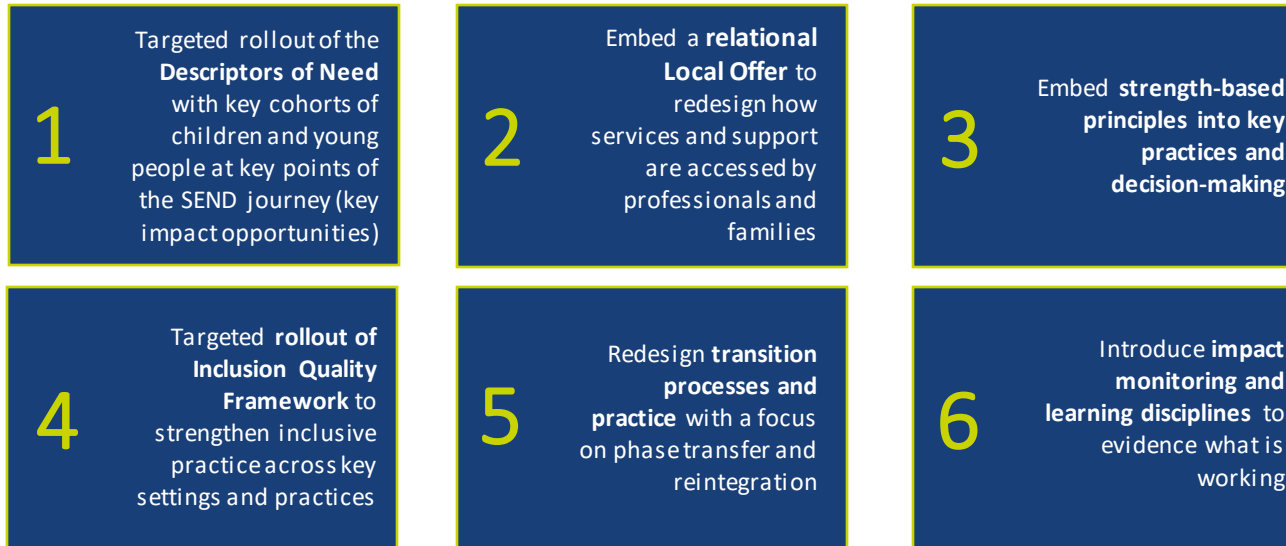 1
Targeted rollout of the
Descriptors of Need
with key cohorts of
children and young
people at key points of
the SEND journey (key
impact opportunities)
2
Embed a relational
Local Offer to
redesign how
services and support
are accessed by
professionals and
families
3
Embed strength-based
principles into key
practices and
decision-making
4
Targeted rollout of
Inclusion Quality
Framework to
strengthen inclusive
practice across key
settings and practices
5
Redesign transition
processes and
practice with a focus
on phase transfer and
reintegration
6
Introduce impact
monitoring and
learning disciplines to
evidence what is
working